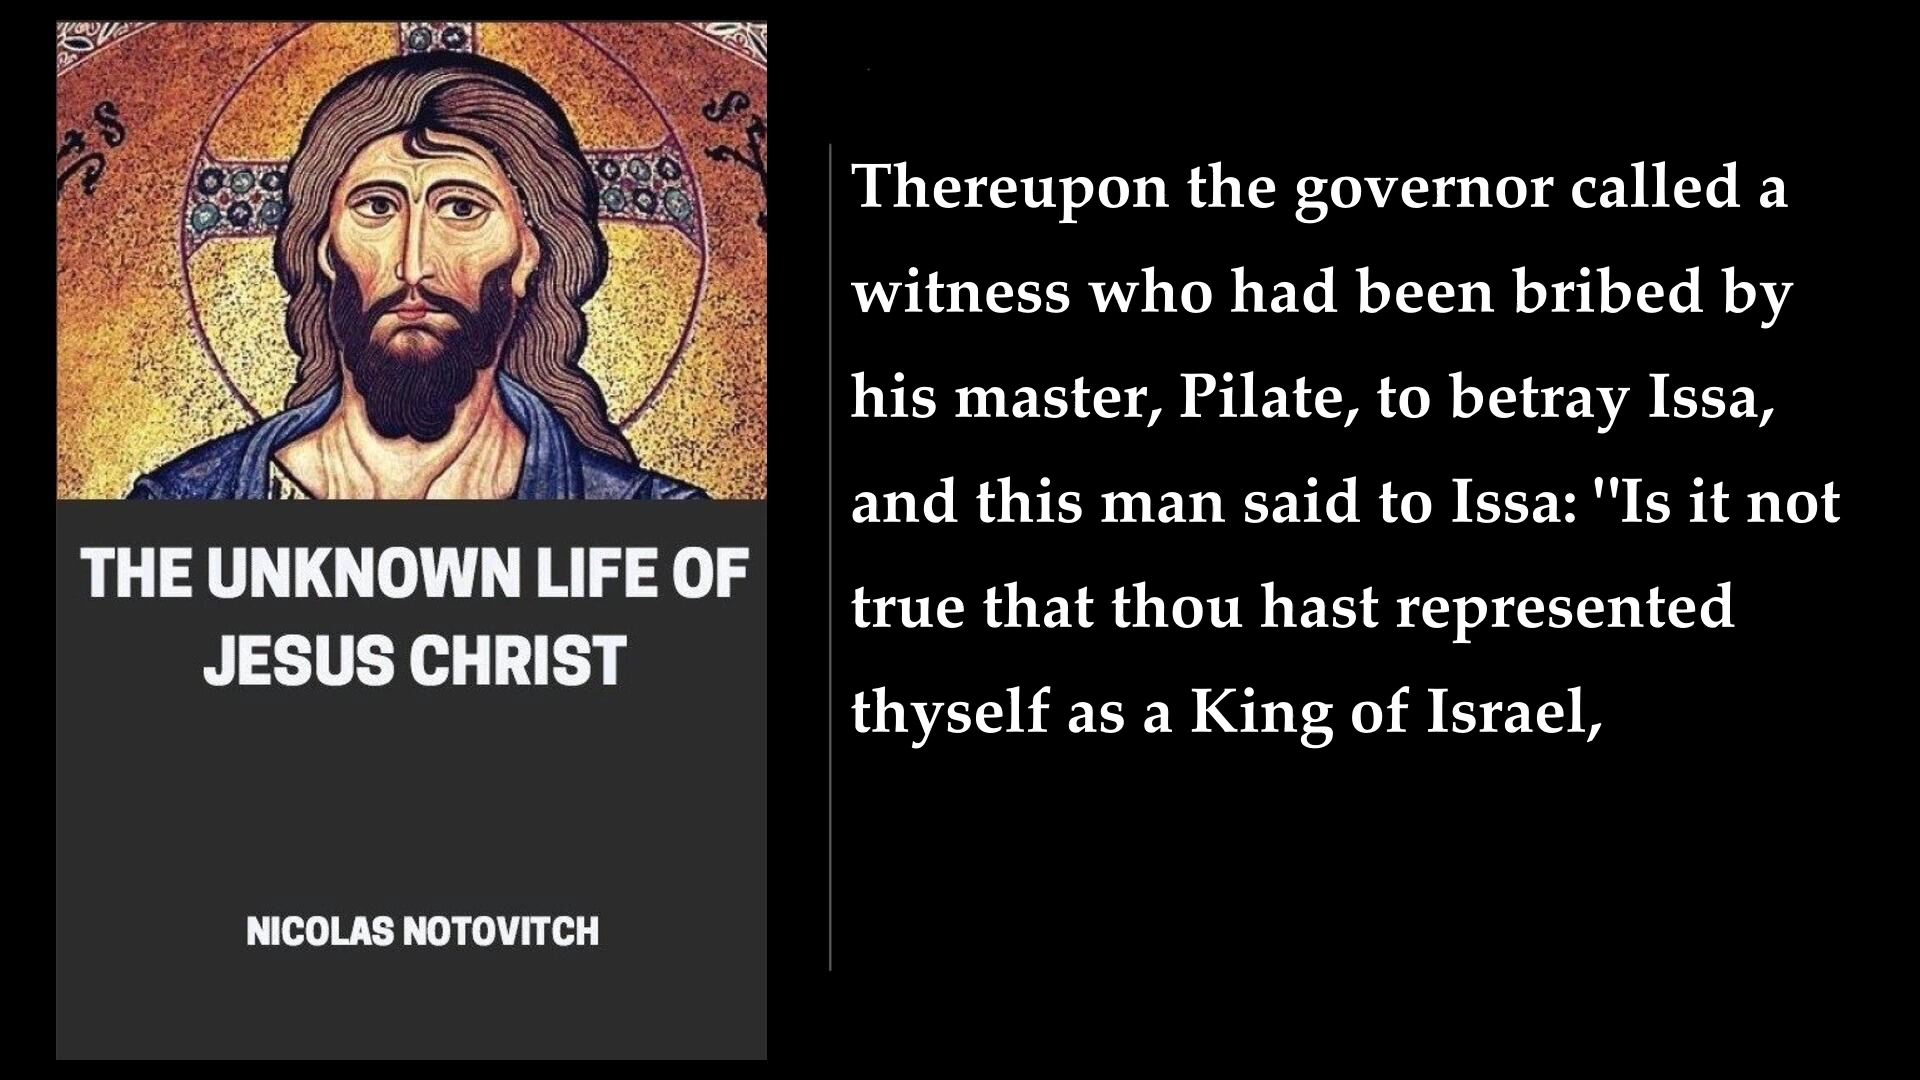 THE UNKNOWN LIFE OF
JESUS CHRIST
NICOLAS NOTOVITCH
Thereupon the governor called a
witness who had been bribed by
his master, Pilate, to betray Issa,
and this man said to Issa: "Is it not
true that thou hast represented
thyself as a King of Israel,